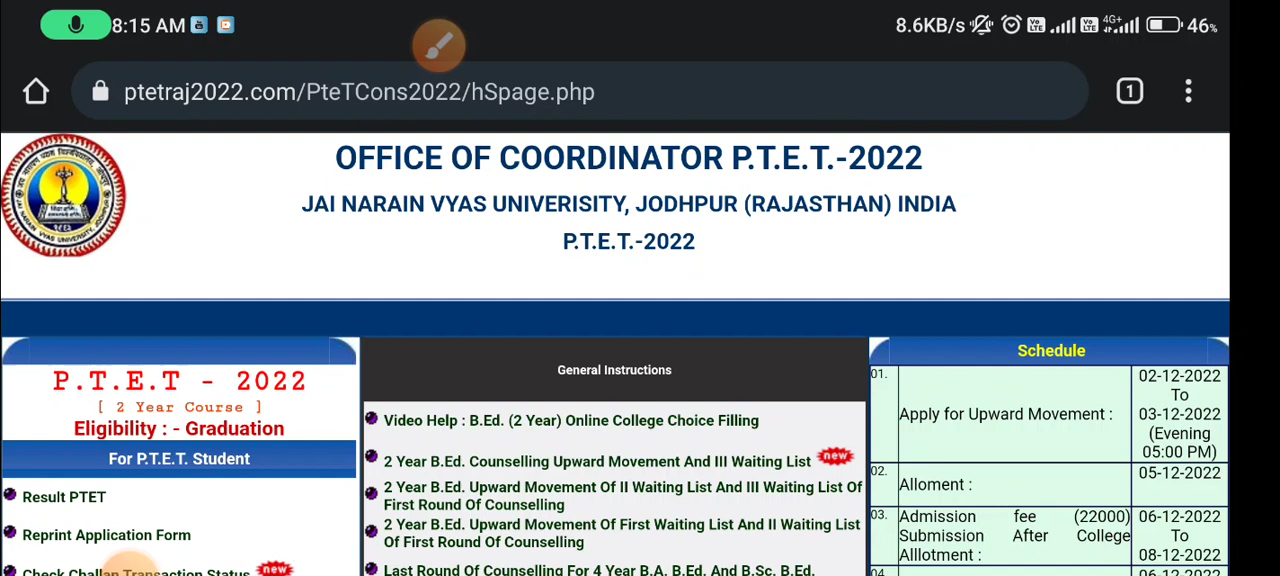 8:15 AM
8.6KB/s
4G+
46%
ptetraj2022.com/PteTCons2022/hSpage.php
1
OFFICE OF COORDINATOR P.T.E.T.-2022
JAI NARAIN VYAS UNIVERISITY, JODHPUR (RAJASTHAN) INDIA
P.T.E.T.-2022
P.T.E.T - 2022
[ 2 Year Course ]
Eligibility : - Graduation
For P.T.E.T. Student
Result PTET
Reprint Application Form
Check Challan Transaction Status new
General Instructions
Video Help : B.Ed. (2 Year) Online College Choice Filling
2 Year B.Ed. Counselling Upward Movement And III Waiting List new
2 Year B.Ed. Upward Movement Of II Waiting List And III Waiting List Of
First Round Of Counselling
2 Year B.Ed. Upward Movement Of First Waiting List And II Waiting List
Of First Round Of Counselling
Last Round Of Counselling For 4 Year B.A. B.Ed. And B.Sc. B.Ed.
Schedule
01.
Apply for Upward Movement :
02-12-2022
To
03-12-2022
(Evening
05:00 PM)
02.
Alloment :
05-12-2022
03.
Admission fee (22000)
Submission After College
Alllotment :
06-12-2022
To
08-12-2022
04.
06-12-2022